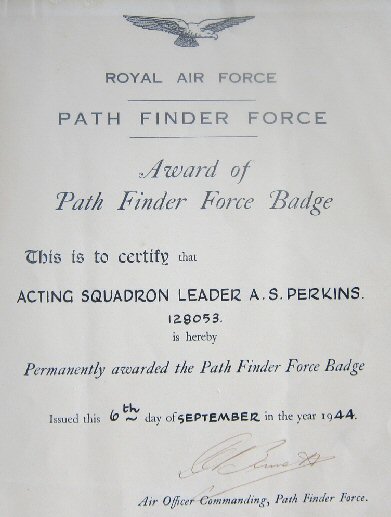 ROYAL AIR FORCE
PATH FINDER FORCE
Award of
Path Finder Force Badge
This is to certify that
ACTING SQUADRON LEADER A.S. PERKINS.
128053.
is hereby
Permanently awarded the Path Finder Force Badge
Issued this 6th day of SEPTEMBER in the year 1944.
Air Officer Commanding, Path Finder Force.